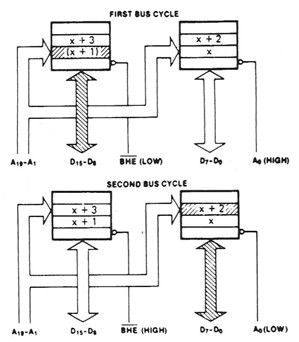 FIRST BUS CYCLE
x + 3
(x + 1)
x + 2
x
A19-A1
D15-D8
BHE (LOW)
D7-D0
A0 (HIGH)
SECOND BUS CYCLE
x + 3
x + 1
x + 2
x
A19-A1
D15-D8
BHE (HIGH)
D7-D0
A0(LOW)